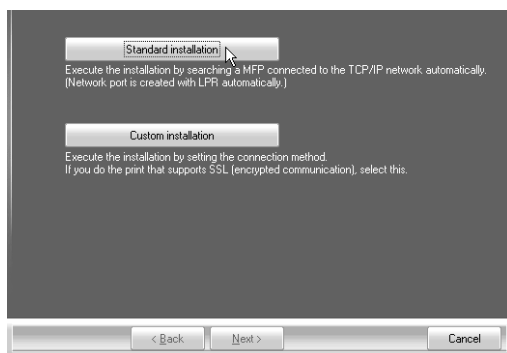 Standard installation
Execute the installation by searching a MFP connected to the TCP/IP network automatically.
(Network port is created with LPR automatically.)
Custom installation
Execute the installation by setting the connection method.
If you do the print that supports SSL (encrypted communication), select this.
< Back Next > Cancel